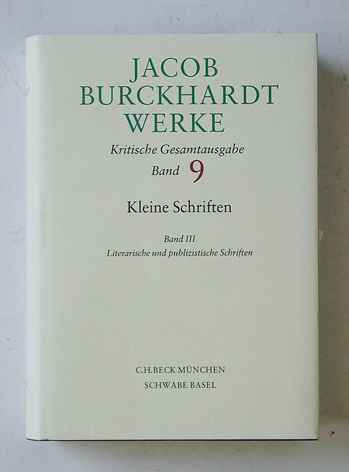 JACOB
BURCKHARDT
WERKE
Kritische Gesamtausgabe
Band 9
Kleine Schriften
Band III
Literarische und publizistische Schriften
C.H.BECK MÜNCHEN
SCHWABE BASEL